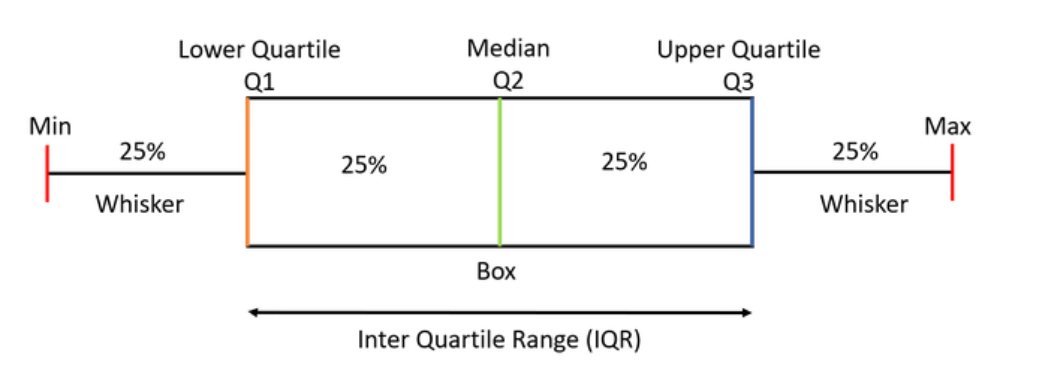 Lower Quartile
Median
Upper Quartile
Q1
Q2
Q3
Min
Max
25%
25%
25%
25%
Whisker
Whisker
Box
Inter Quartile Range (IQR)